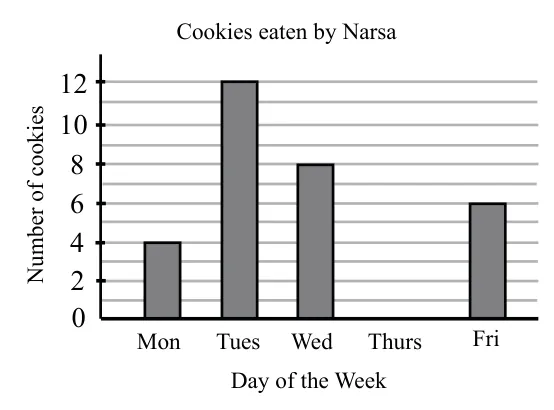 Cookies eaten by Narsa
Number of cookies
12
10
8
6
4
2
0
Mon Tues Wed Thurs Fri
Day of the Week